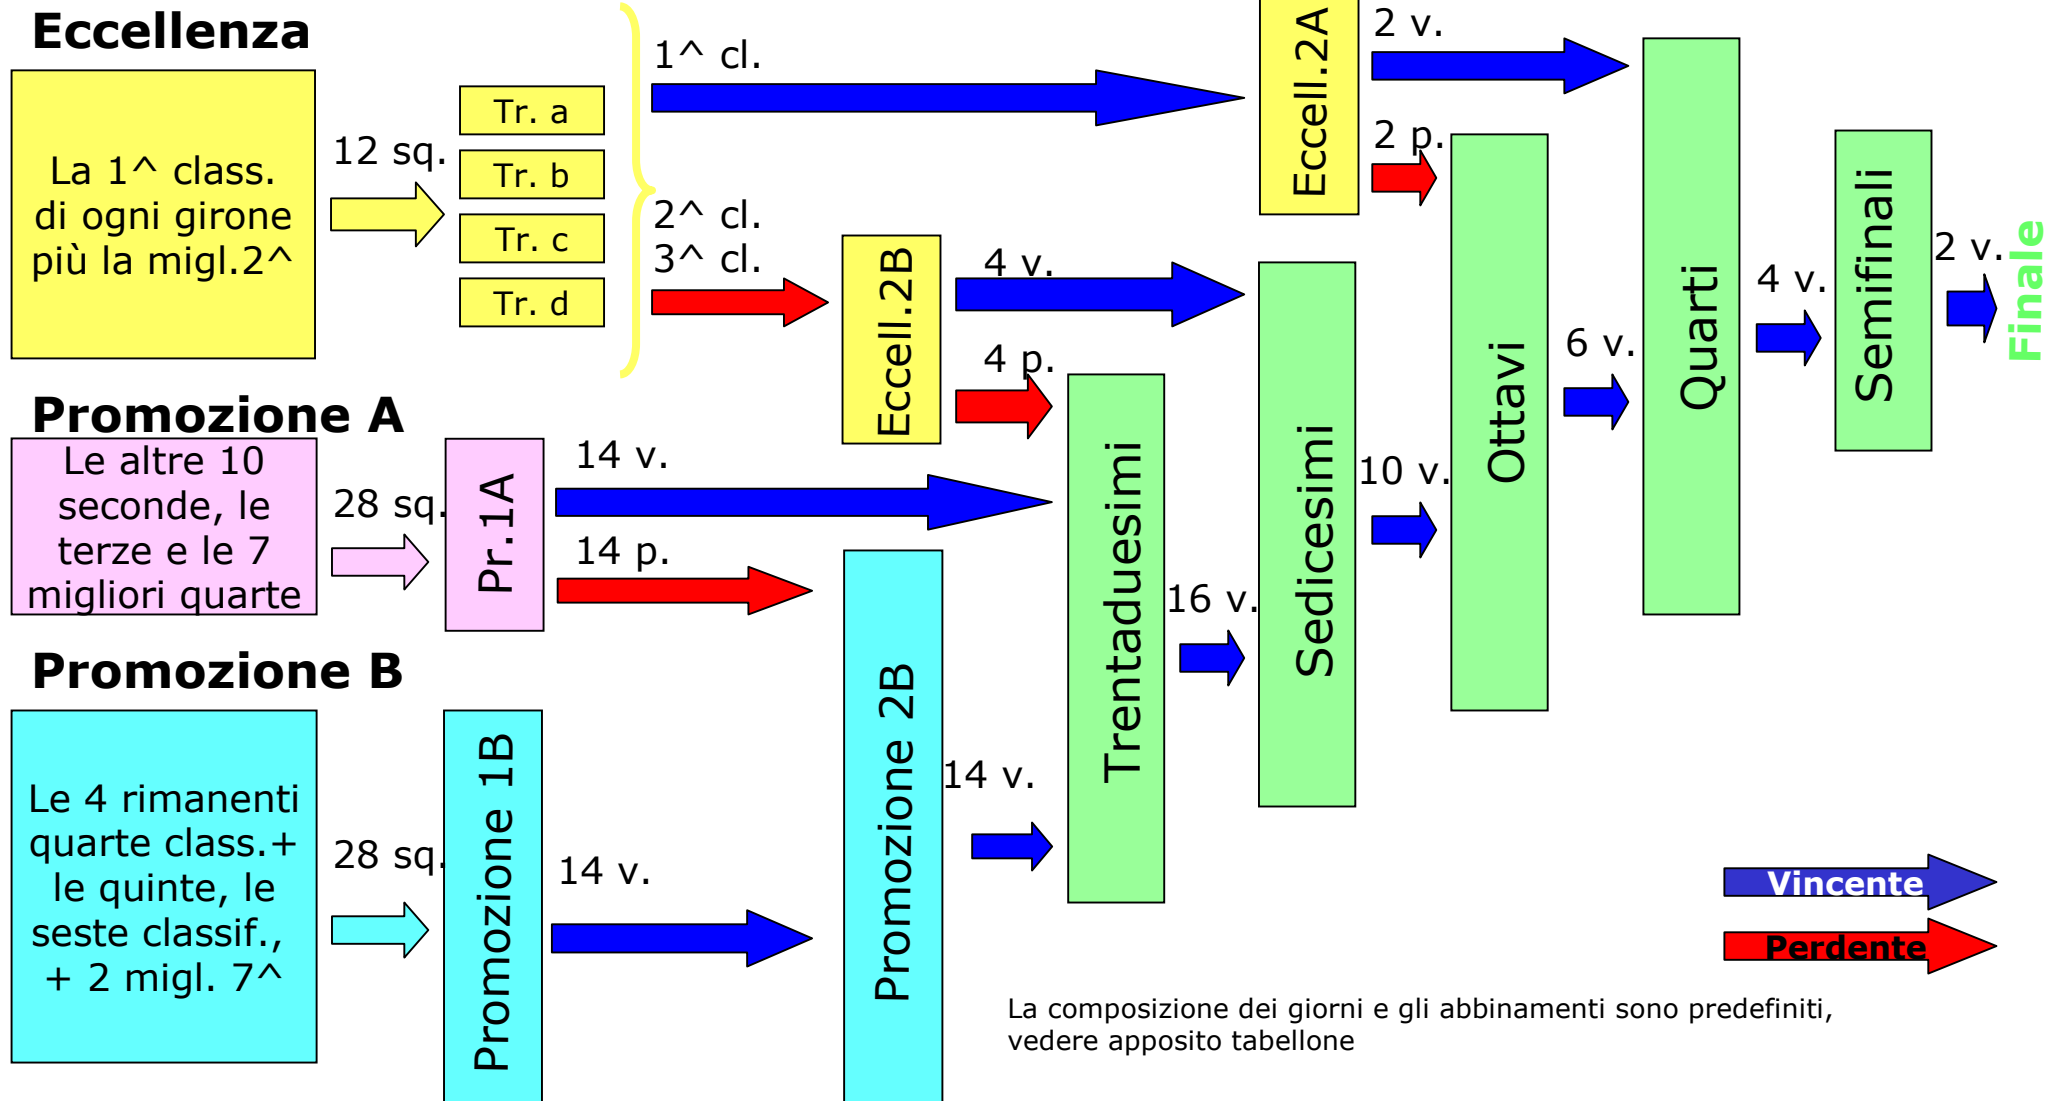 Eccellenza
La 1^ class.
di ogni girone
più la migl.2^
12 sq.
Tr. a
Tr. b
Tr. c
Tr. d
1^ cl.
2^ cl.
3^ cl.
Eccell.2A
2 v.
2 p.
Eccell.2B
4 v.
4 p.
Promozione A
Le altre 10
seconde, le
terze e le 7
migliori quarte
28 sq.
Pr.1A
14 v.
14 p.
Promozione B
Le 4 rimanenti
quarte class.+
le quinte, le
seste classif.,
+ 2 migl. 7^
28 sq.
Promozione 1B
14 v.
Promozione 2B
14 v.
Trentaduesimi
16 v.
Sedicesimi
10 v.
Ottavi
6 v.
Quarti
4 v.
Semifinali
2 v.
Finale
Vincente
Perdente
La composizione dei giorni e gli abbinamenti sono predefiniti,
vedere apposito tabellone